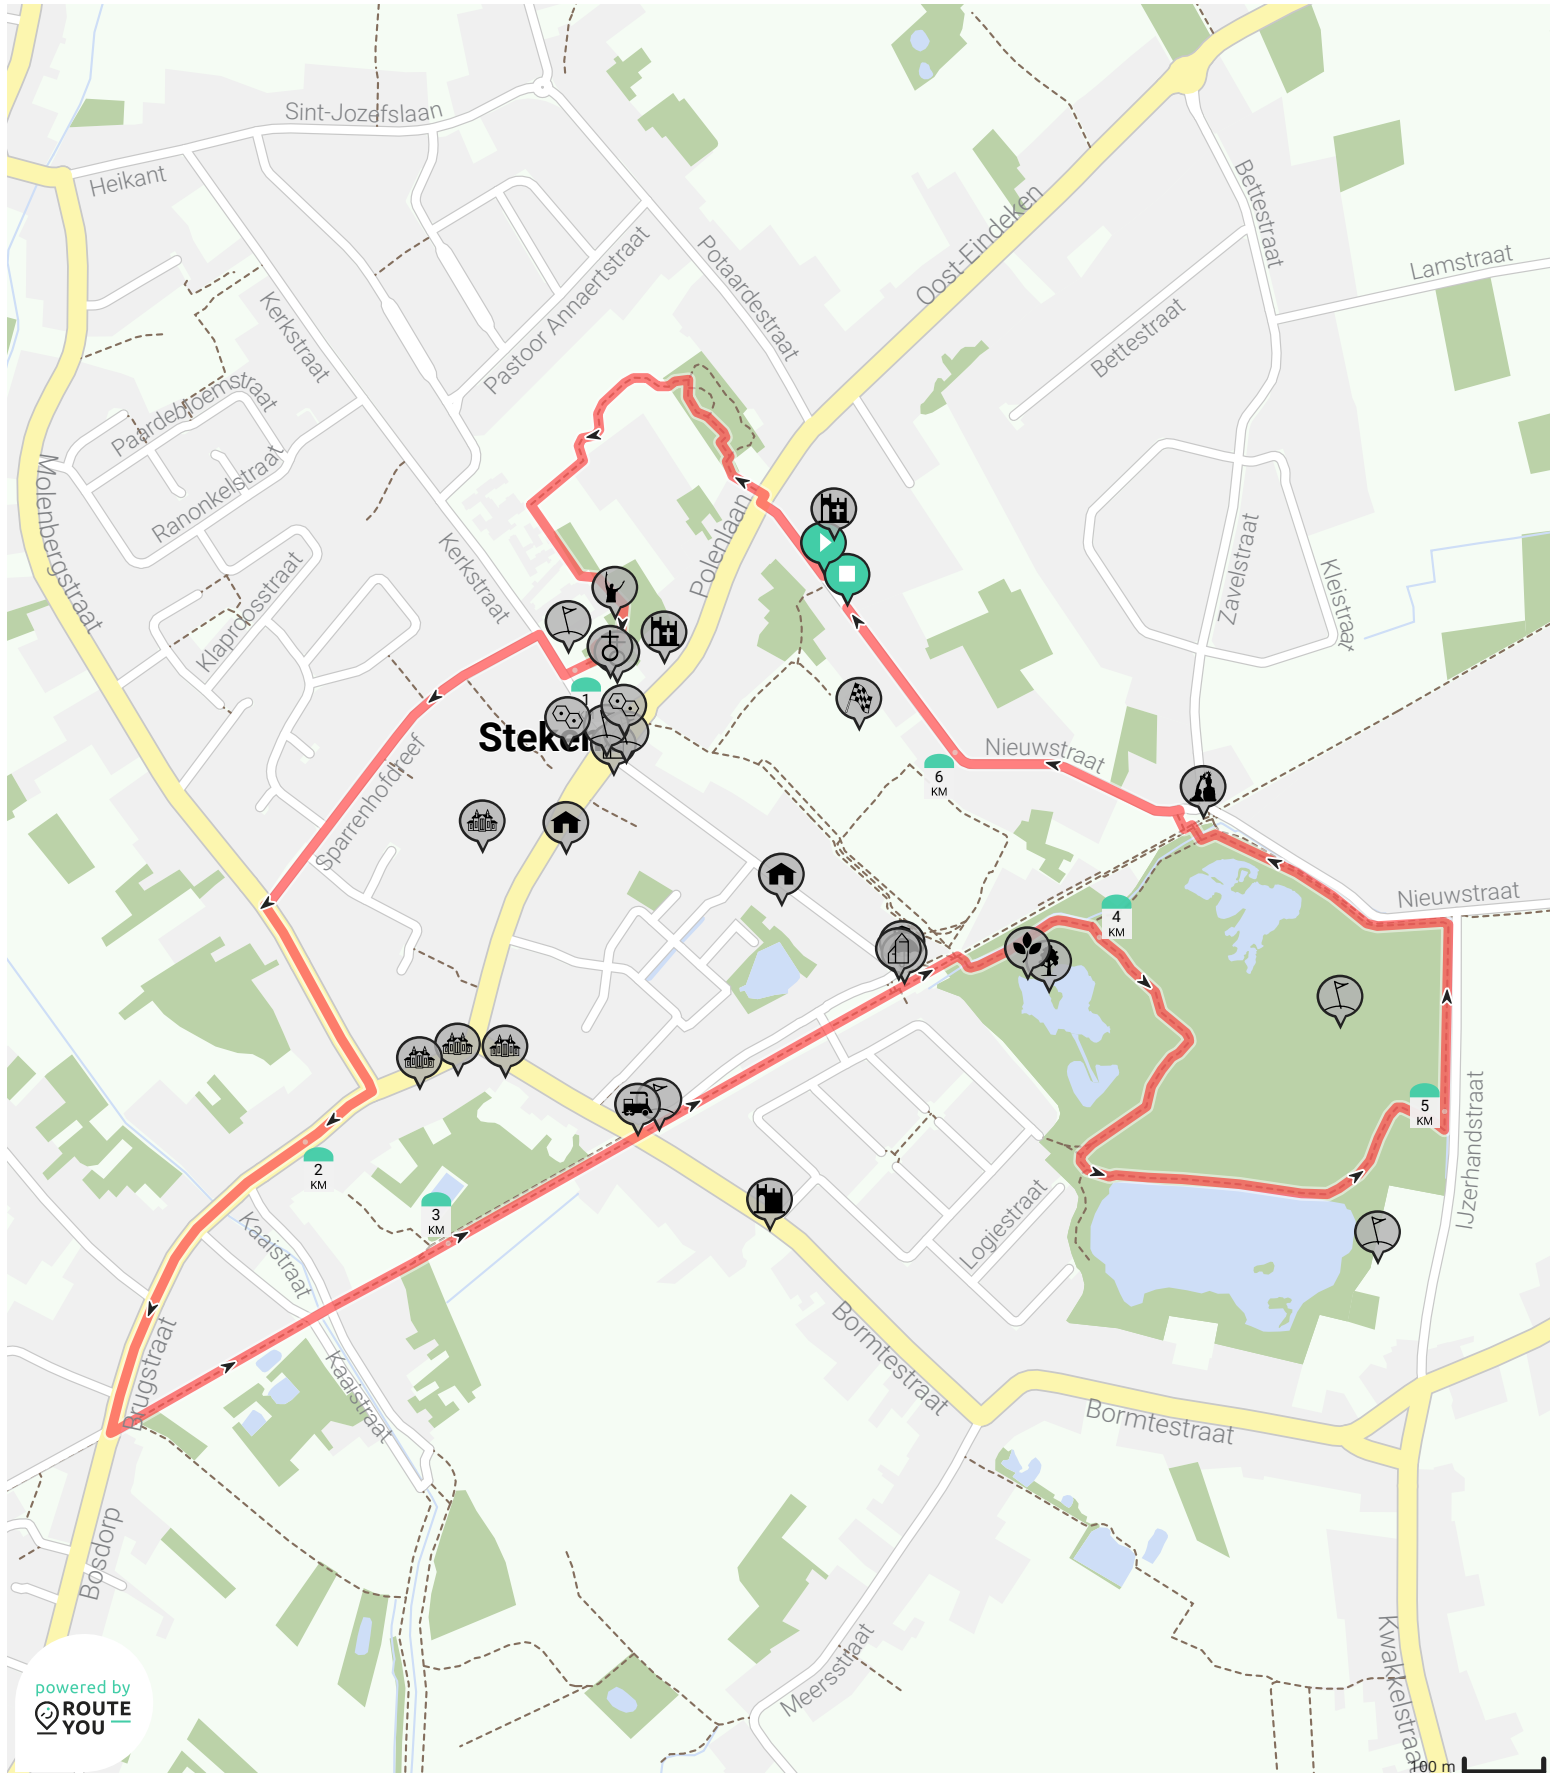 Sint-Jozefslaan
Heikant
Bettestraat
Oost-Eindeken
Potaardestraat
Pastoor Annaertstraat
Lamstraat
Kerkstraat
Bettestraat
Paardebloemstraat
Ranonkelstraat
Molenbergstraat
Polenlaan
Kerkstraat
Zavelstraat
Kleistraat
Klaproosstraat
1
Nieuwstraat
6
KM
Sparrenhofdreef
Nieuwstraat
4
KM
5
KM
IJzerhandstraat
2
KM
3
KM
Kaaistraat
Logiestraat
Brugstraat
Kaaistraat
Bormtestraat
Bormtestraat
Bosdorp
Meersstraat
Kwakkelstraat
powered by
ROUTE
YOU
100 m